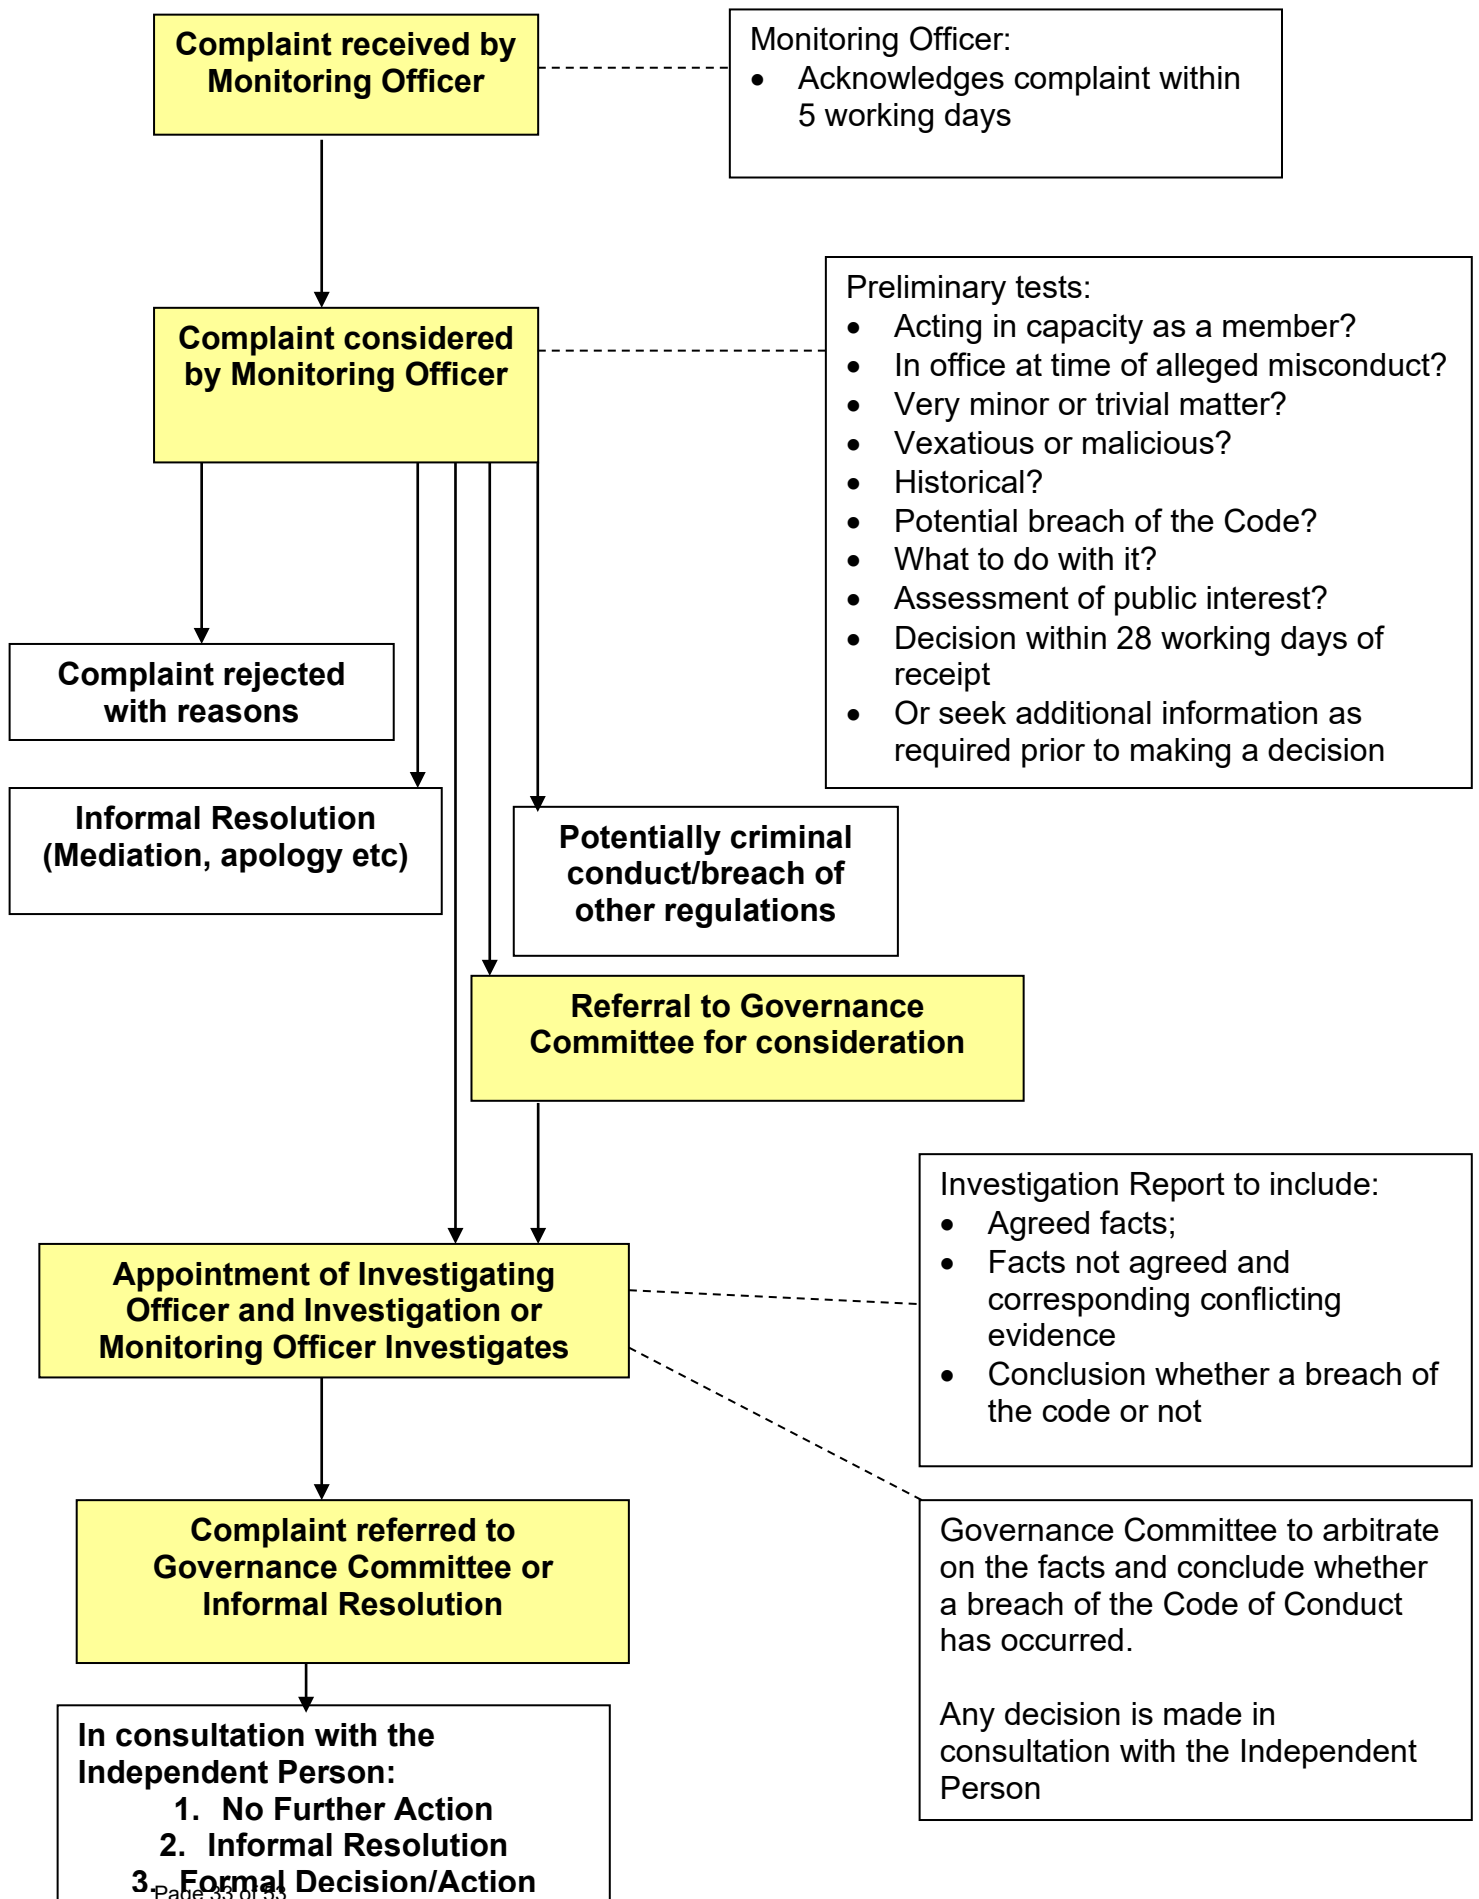 Complaint received by
Monitoring Officer
Monitoring Officer:
• Acknowledges complaint within
5 working days
Complaint considered
by Monitoring Officer
Preliminary tests:
• Acting in capacity as a member?
• In office at time of alleged misconduct?
• Very minor or trivial matter?
• Vexatious or malicious?
• Historical?
• Potential breach of the Code?
• What to do with it?
• Assessment of public interest?
• Decision within 28 working days of
receipt
• Or seek additional information as
required prior to making a decision
Complaint rejected
with reasons
Informal Resolution
(Mediation, apology etc)
Potentially criminal
conduct/breach of
other regulations
Referral to Governance
Committee for consideration
Appointment of Investigating
Officer and Investigation or
Monitoring Officer Investigates
Investigation Report to include:
• Agreed facts;
• Facts not agreed and
corresponding conflicting
evidence
• Conclusion whether a breach of
the code or not
Complaint referred to
Governance Committee or
Informal Resolution
Governance Committee to arbitrate
on the facts and conclude whether
a breach of the Code of Conduct
has occurred.
Any decision is made in
consultation with the Independent
Person
In consultation with the
Independent Person:
1. No Further Action
2. Informal Resolution
3. Formal Decision/Action
Page 33 of 53